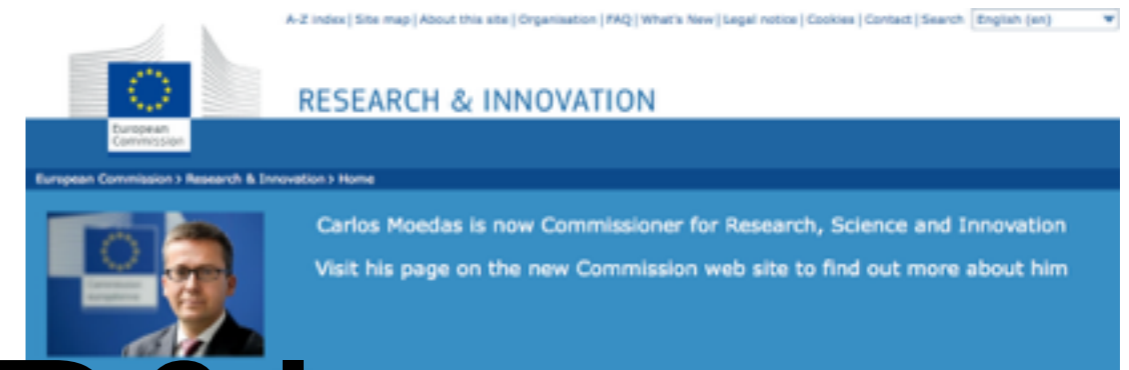 A-Z index | Site map | About this site | Organisation | FAQ | What's New | Legal notice | Cookies | Contact | Search English (en)
RESEARCH & INNOVATION
European
Commission
European Commission > Research & Innovation > Home
Carlos Moedas is now Commissioner for Research, Science and Innovation
Visit his page on the new Commission web site to find out more about him
Commission
européenne